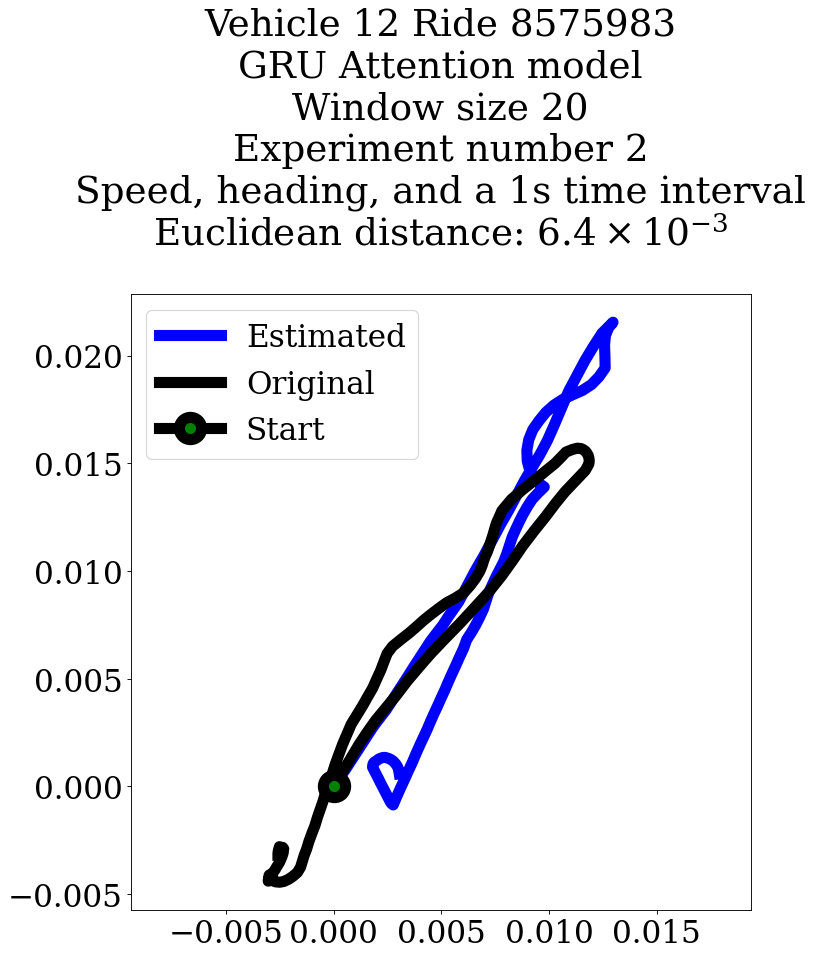 Vehicle 12 Ride 8575983
GRU Attention model
Window size 20
Experiment number 2
Speed, heading, and a 1s time interval
Euclidean distance: 6.4 × 10⁻³
Estimated
Original
Start
0.020
0.015
0.010
0.005
0.000
−0.005
−0.005 0.000 0.005 0.010 0.015